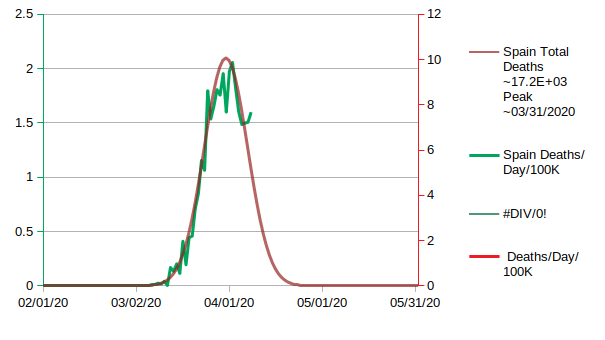 2.5
2
1.5
1
0.5
0
12
10
8
6
4
2
0
02/01/20
03/02/20
04/01/20
05/01/20
05/31/20
Spain Total
Deaths
~17.2E+03
Peak
~03/31/2020
Spain Deaths/
Day/100K
#DIV/0!
Deaths/Day/
100K